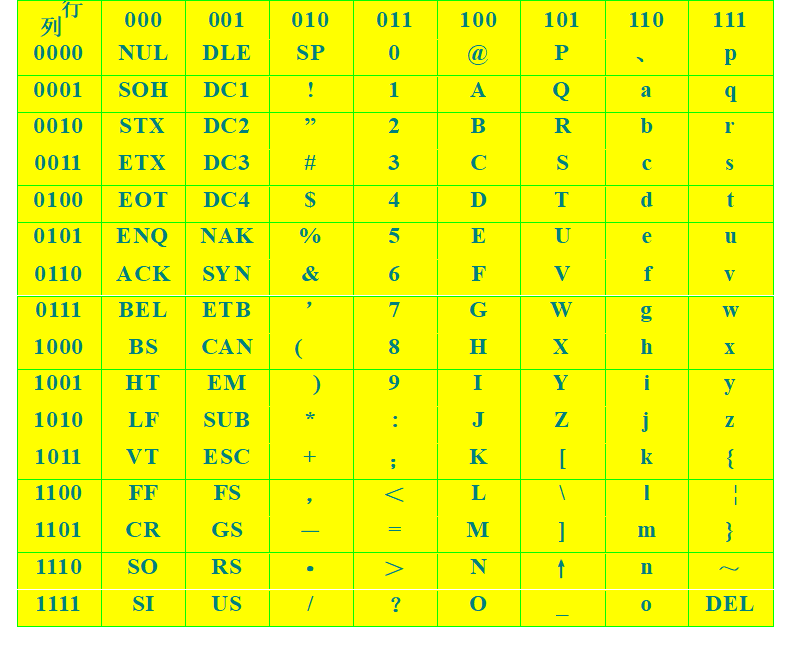 行
列 000 001 010 011 100 101 110 111
0000 NUL DLE SP 0 @ P 、 p
0001 SOH DC1 ! 1 A Q a q
0010 STX DC2 ” 2 B R b r
0011 ETX DC3 # 3 C S c s
0100 EOT DC4 $ 4 D T d t
0101 ENQ NAK % 5 E U e u
0110 ACK SYN & 6 F V f v
0111 BEL ETB ’ 7 G W g w
1000 BS CAN ( 8 H X h x
1001 HT EM ) 9 I Y i y
1010 LF SUB * : J Z j z
1011 VT ESC + ; K [ k {
1100 FF FS , < L \ l ¦
1101 CR GS — = M ] m }
1110 SO RS • > N ↑ n ～
1111 SI US / ? O _ o DEL